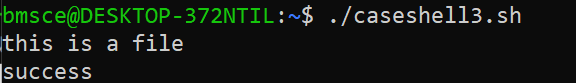 bmsce@DESKTOP-372NTIL:~$ ./caseshell3.sh
this is a file
success